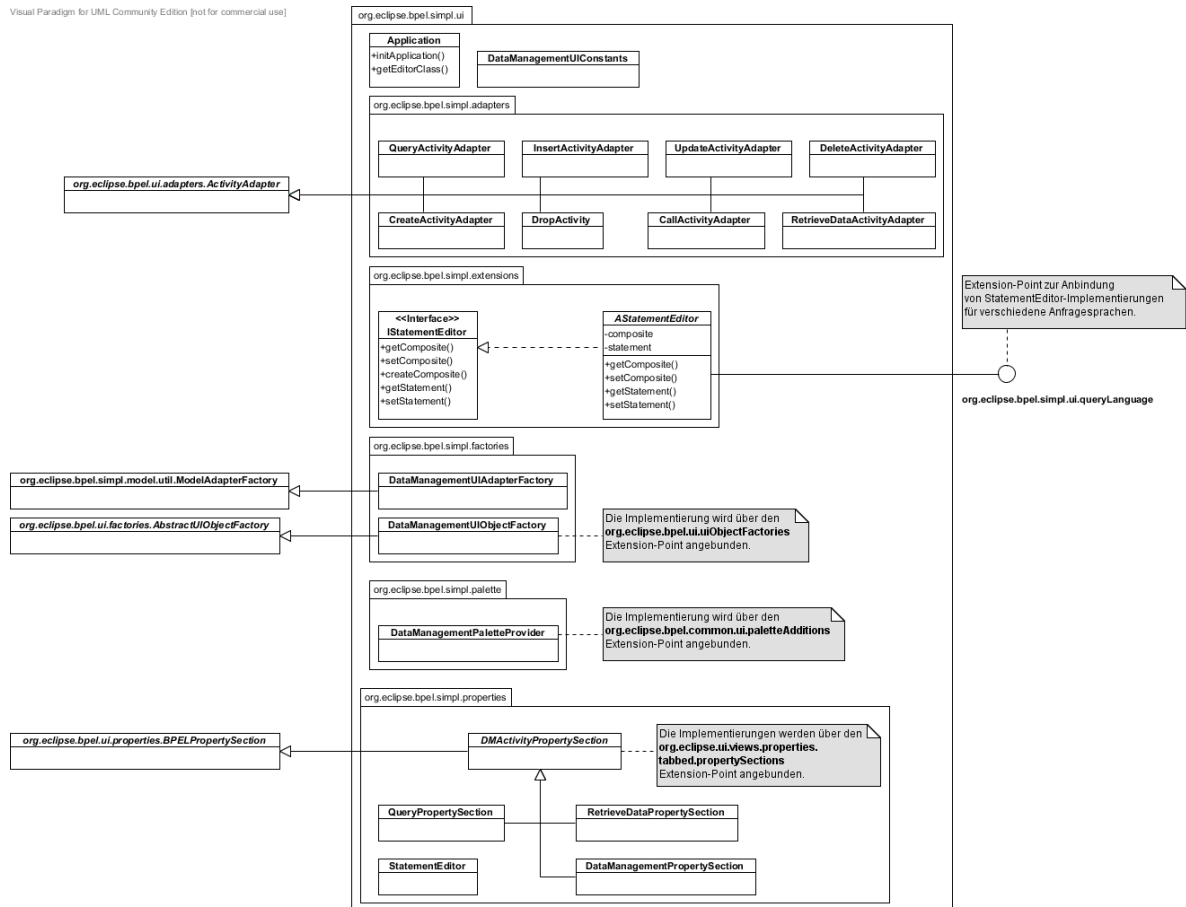 Visual Paradigm for UML Community Edition [not for commercial use]
org.eclipse.bpel.simpl.ui
Application
+initApplication()
+getEditorClass()
DataManagementUIConstants
org.eclipse.bpel.simpl.adapters
QueryActivityAdapter
InsertActivityAdapter
UpdateActivityAdapter
DeleteActivityAdapter
org.eclipse.bpel.ui.adapters.ActivityAdapter
CreateActivityAdapter
DropActivity
CallActivityAdapter
RetrieveDataActivityAdapter
org.eclipse.bpel.simpl.extensions
<<Interface>>
IStatementEditor
+getComposite()
+setComposite()
+createComposite()
+getStatement()
+setStatement()
AStatementEditor
-composite
-statement
+getComposite()
+setComposite()
+getStatement()
+setStatement()
Extension-Point zur Anbindung
von StatementEditor-Implementierungen
für verschiedene Anfragesprachen.
org.eclipse.bpel.simpl.ui.queryLanguage
org.eclipse.bpel.simpl.factories
org.eclipse.bpel.simpl.model.util.ModelAdapterFactory
DataManagementUIAdapterFactory
org.eclipse.bpel.ui.factories.AbstractUIObjectFactory
DataManagementUIObjectFactory
Die Implementierung wird über den
org.eclipse.bpel.ui.uiObjectFactories
Extension-Point angebunden.
org.eclipse.bpel.simpl.palette
DataManagementPaletteProvider
Die Implementierung wird über den
org.eclipse.bpel.common.ui.paletteAdditions
Extension-Point angebunden.
org.eclipse.bpel.simpl.properties
org.eclipse.bpel.ui.properties.BPELPropertySection
DMActivityPropertySection
Die Implementierungen werden über den
org.eclipse.ui.views.properties.
tabbed.propertySections
Extension-Point angebunden.
QueryPropertySection
RetrieveDataPropertySection
StatementEditor
DataManagementPropertySection